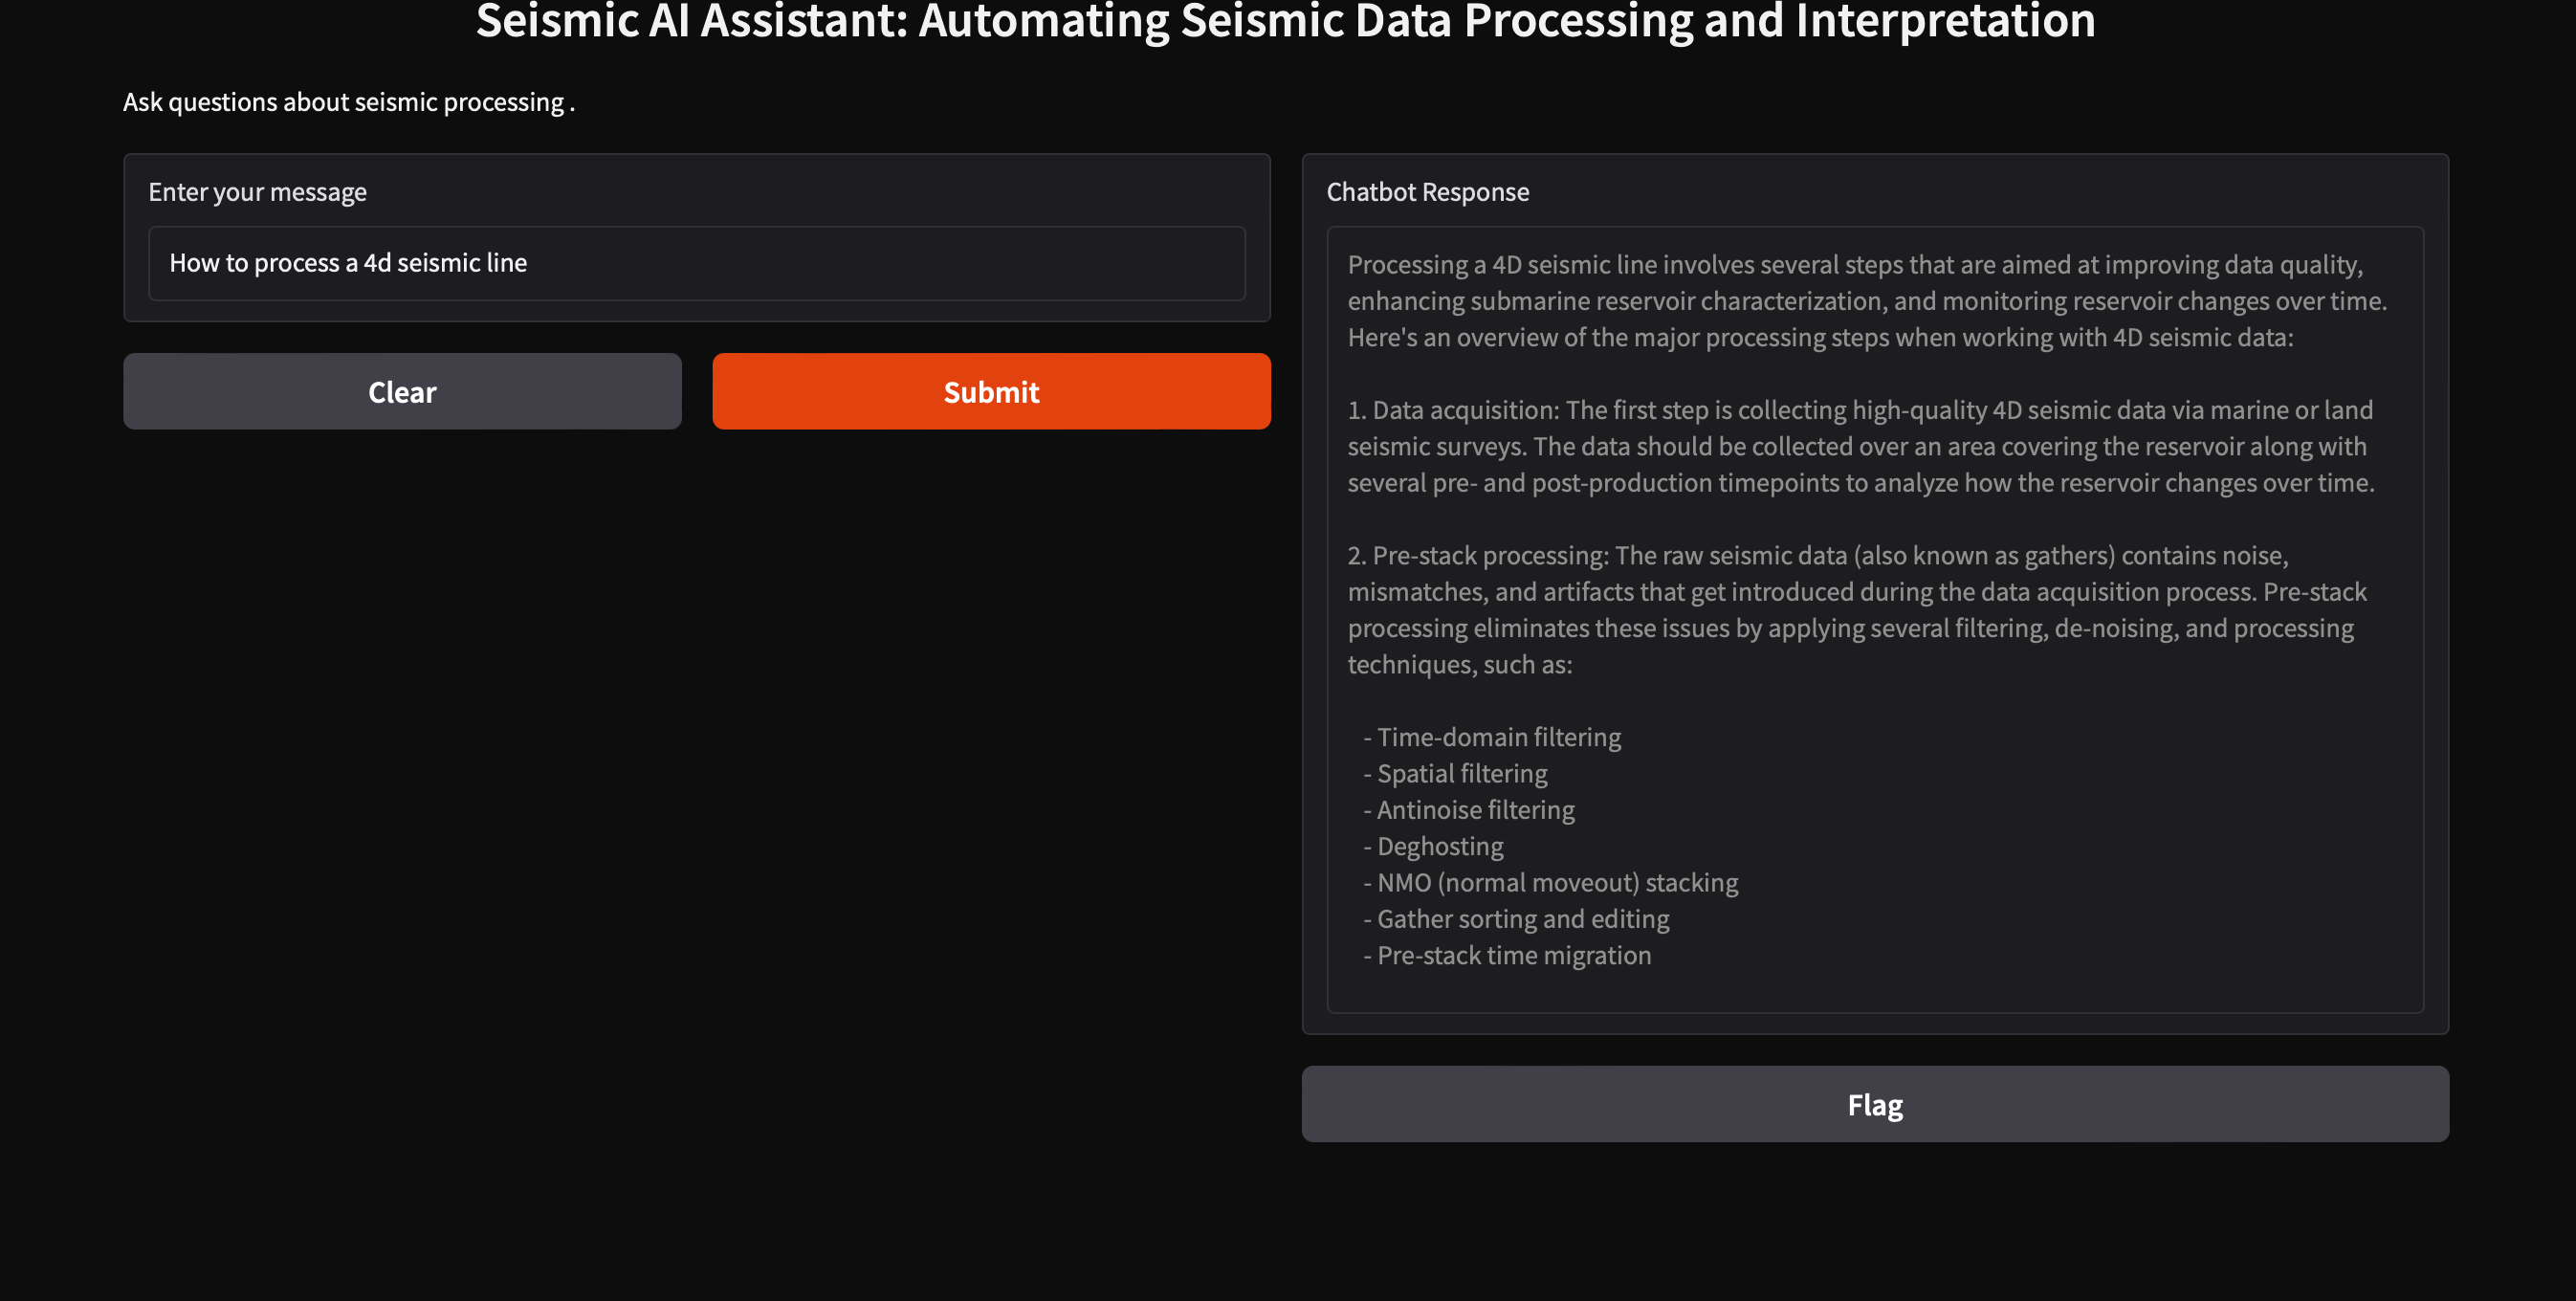 Seismic AI Assistant: Automating Seismic Data Processing and Interpretation
Ask questions about seismic processing .
Enter your message
How to process a 4d seismic line
Clear
Submit
Chatbot Response
Processing a 4D seismic line involves several steps that are aimed at improving data quality,
enhancing submarine reservoir characterization, and monitoring reservoir changes over time.
Here's an overview of the major processing steps when working with 4D seismic data:
1. Data acquisition: The first step is collecting high-quality 4D seismic data via marine or land
seismic surveys. The data should be collected over an area covering the reservoir along with
several pre- and post-production timepoints to analyze how the reservoir changes over time.
2. Pre-stack processing: The raw seismic data (also known as gathers) contains noise,
mismatches, and artifacts that get introduced during the data acquisition process. Pre-stack
processing eliminates these issues by applying several filtering, de-noising, and processing
techniques, such as:
- Time-domain filtering
- Spatial filtering
- Antinoise filtering
- Deghosting
- NMO (normal moveout) stacking
- Gather sorting and editing
- Pre-stack time migration
Flag